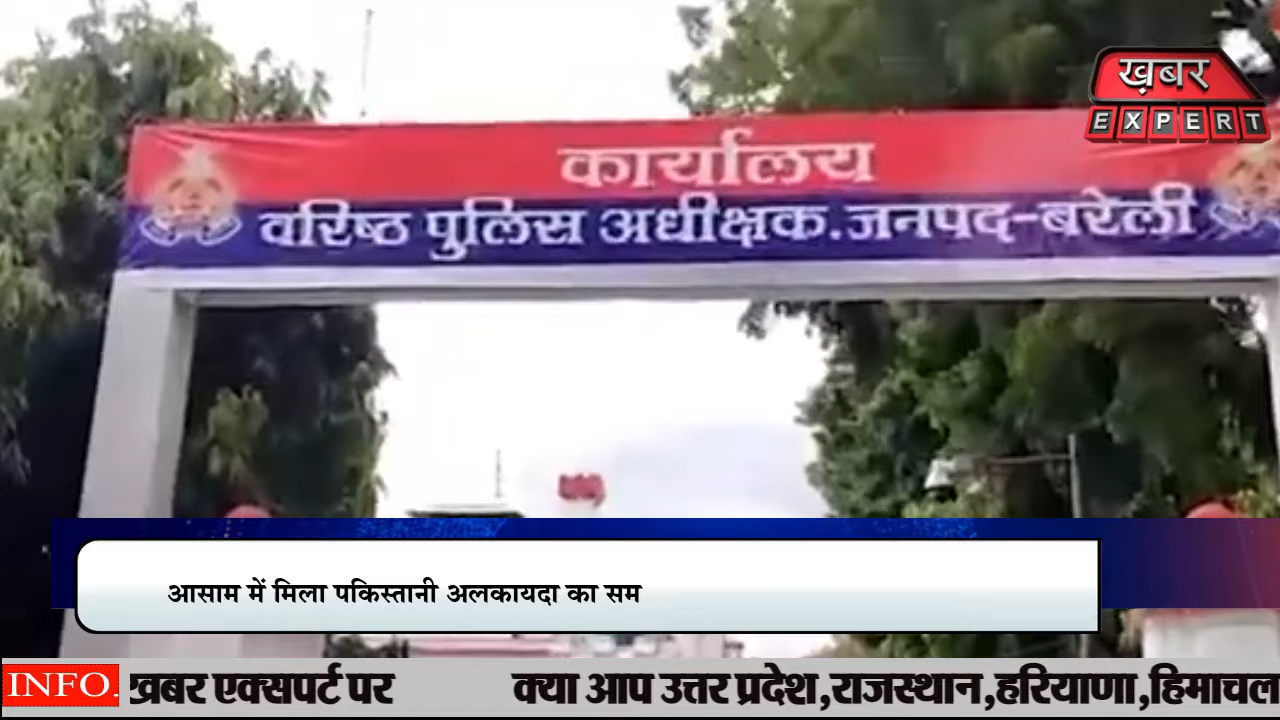 ख़बर
EXPERT
कार्यालय
वरिष्ठ पुलिस अधीक्षक.जनपद-बरेली
आसाम में मिला पकिस्तानी अलकायदा का सम
INFO. खबर एक्सपर्ट पर क्या आप उत्तर प्रदेश,राजस्थान,हरियाणा,हिमाचल